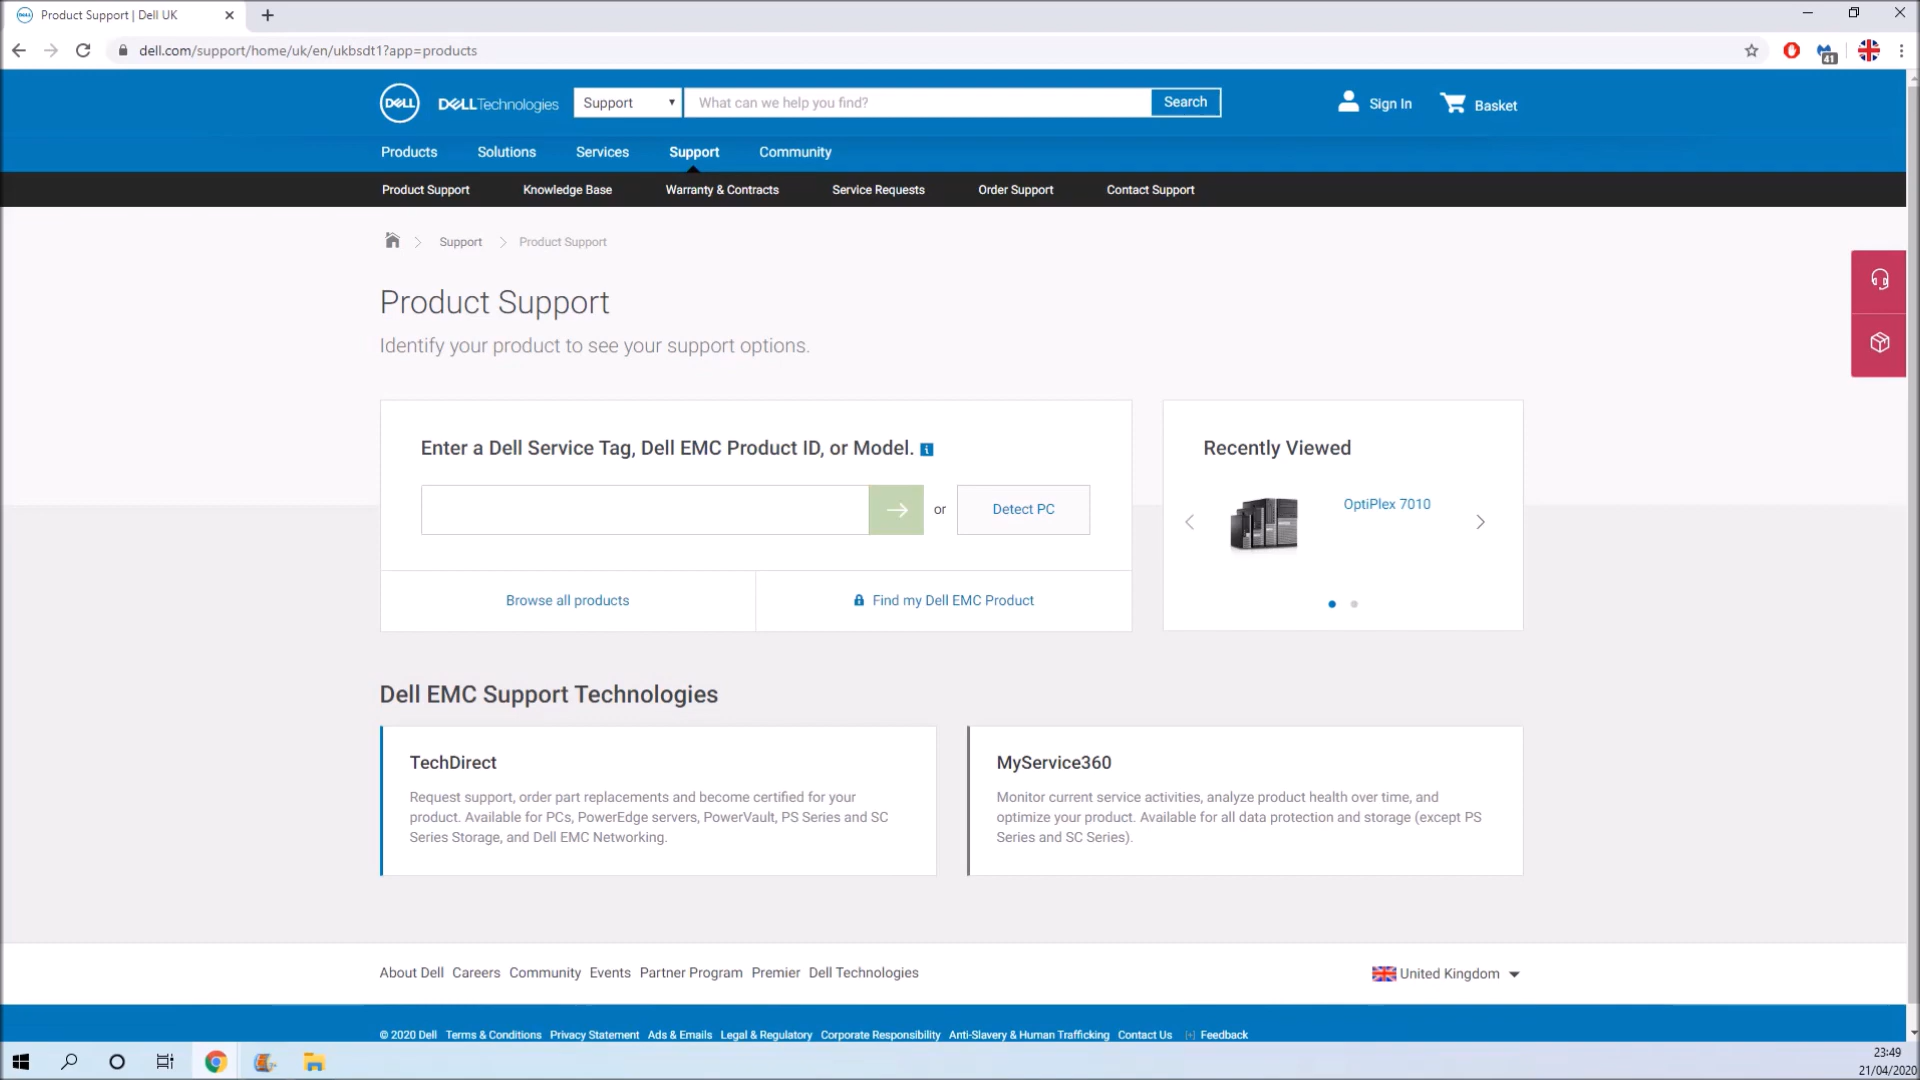 Product Support | Dell UK
dell.com/support/home/uk/en/ukbsdt1?app=products
41
DELL
DELLTechnologies
Support
What can we help you find?
Search
Sign In
Basket
Products
Solutions
Services
Support
Community
Product Support
Knowledge Base
Warranty & Contracts
Service Requests
Order Support
Contact Support
Support
Product Support
Product Support
Identify your product to see your support options.
Enter a Dell Service Tag, Dell EMC Product ID, or Model.
or
Detect PC
Browse all products
Find my Dell EMC Product
Recently Viewed
OptiPlex 7010
Dell EMC Support Technologies
TechDirect
Request support, order part replacements and become certified for your
product. Available for PCs, PowerEdge servers, PowerVault, PS Series and SC
Series Storage, and Dell EMC Networking.
MyService360
Monitor current service activities, analyze product health over time, and
optimize your product. Available for all data protection and storage (except PS
Series and SC Series).
About Dell Careers Community Events Partner Program Premier Dell Technologies
United Kingdom
© 2020 Dell Terms & Conditions Privacy Statement Ads & Emails Legal & Regulatory Corporate Responsibility Anti-Slavery & Human Trafficking Contact Us [+] Feedback
23:49
21/04/2020